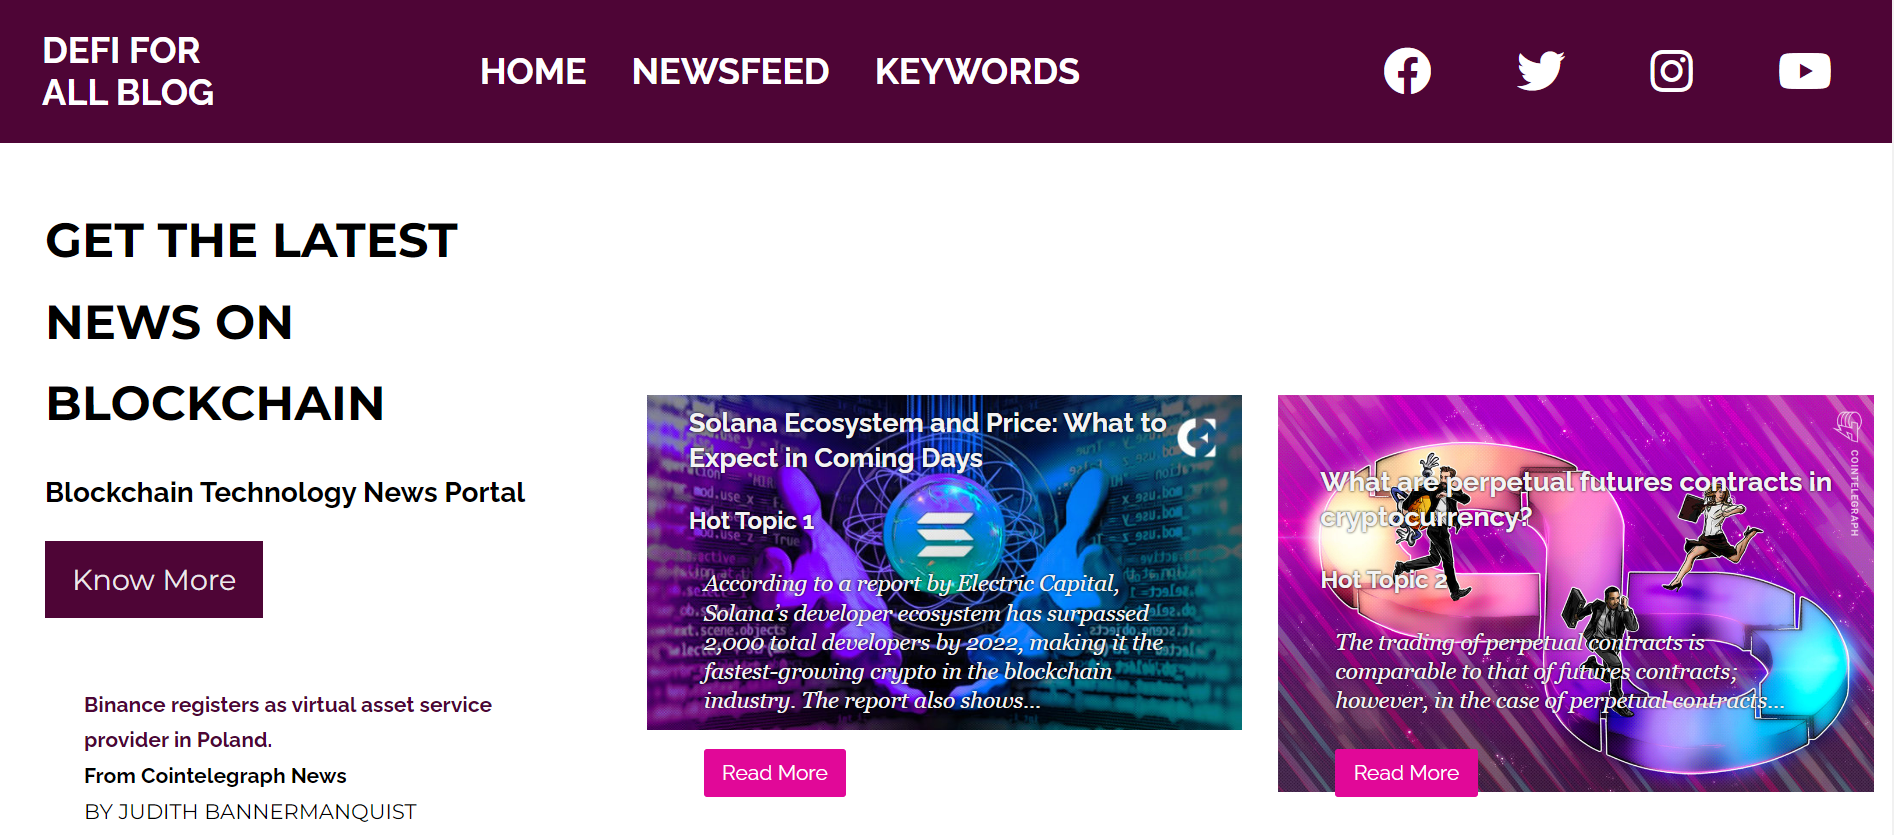 DEFI FOR
ALL BLOG
HOME NEWSFEED KEYWORDS
GET THE LATEST
NEWS ON
BLOCKCHAIN
Blockchain Technology News Portal
Know More
Binance registers as virtual asset service
provider in Poland.
From Cointelegraph News
BY JUDITH BANNERMANQUIST
Solana Ecosystem and Price: What to
Expect in Coming Days
Hot Topic 1
According to a report by Electric Capital,
Solana’s developer ecosystem has surpassed
2,000 total developers by 2022, making it the
fastest-growing crypto in the blockchain
industry. The report also shows...
Read More
What are perpetual futures contracts in
cryptocurrency?
Hot Topic 2
The trading of perpetual contracts is
comparable to that of futures contracts;
however, in the case of perpetual contracts...
Read More
COINTELEGRAPH